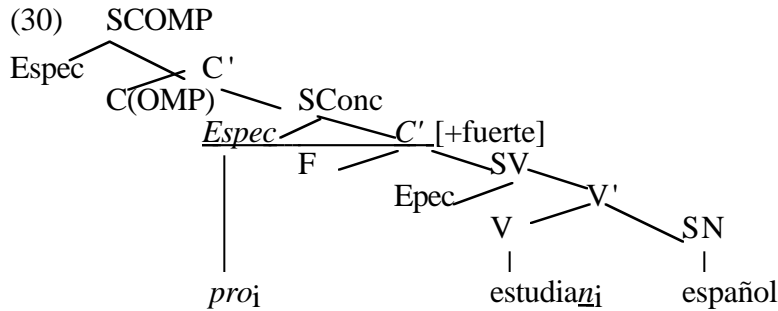 (30) SCOMP
Espec C'
C(OMP) SConc
Espec C' [+fuerte]
F SV
Epec V'
V SN
proi estudiani español